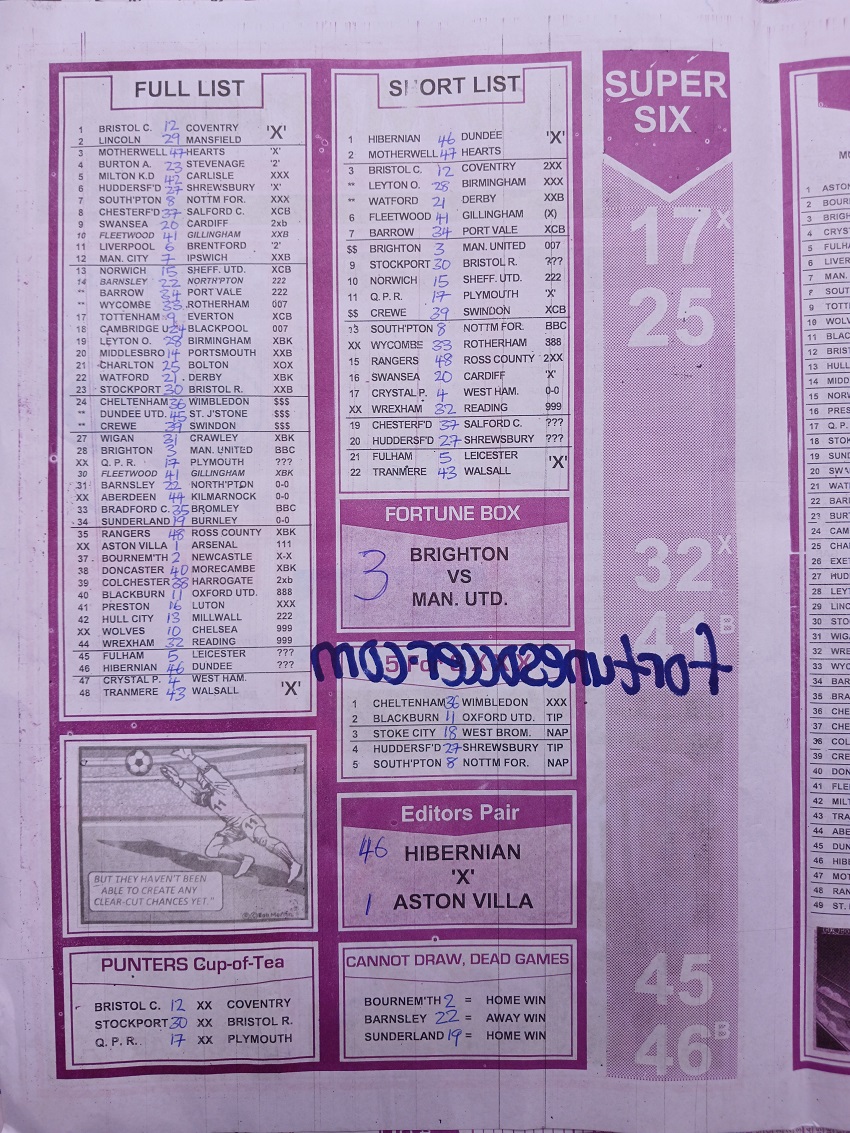 FULL LIST
1 BRISTOL C. 12 COVENTRY 'X'
2 LINCOLN 29 MANSFIELD
3 MOTHERWELL 47 HEARTS 'X'
4 BURTON A. 23 STEVENAGE '2'
5 MILTON K.D 42 CARLISLE XXX
6 HUDDERSF'D 27 SHREWSBURY 'X'
7 SOUTH'PTON 8 NOTTM FOR. XXX
8 CHESTERF'D 37 SALFORD C. XCB
9 SWANSEA 20 CARDIFF 2xb
10 FLEETWOOD 41 GILLINGHAM XXB
11 LIVERPOOL 6 BRENTFORD '2'
12 MAN. CITY 7 IPSWICH XXB
13 NORWICH 15 SHEFF. UTD. XCB
14 BARNSLEY 22 NORTH'PTON 222
** BARROW 34 PORT VALE 222
** WYCOMBE 33 ROTHERHAM 007
17 TOTTENHAM 9 EVERTON XCB
18 CAMBRIDGE U 24 BLACKPOOL 007
19 LEYTON O. 28 BIRMINGHAM XBK
20 MIDDLESBRO 14 PORTSMOUTH XXB
21 CHARLTON 25 BOLTON XOX
22 WATFORD 21 DERBY XBK
23 STOCKPORT 30 BRISTOL R. XXB
24 CHELTENHAM 36 WIMBLEDON $$$
** DUNDEE UTD. 45 ST. J'STONE $$$
** CREWE 39 SWINDON $$$
27 WIGAN 31 CRAWLEY XBK
28 BRIGHTON 3 MAN. UNITED BBC
XX Q. P. R. 17 PLYMOUTH ???
30 FLEETWOOD 41 GILLINGHAM XBK
31 BARNSLEY 22 NORTH'PTON 0-0
XX ABERDEEN 44 KILMARNOCK 0-0
33 BRADFORD C. 35 BROMLEY BBC
34 SUNDERLAND 19 BURNLEY 0-0
35 RANGERS 48 ROSS COUNTY XBK
XX ASTON VILLA 1 ARSENAL 111
37 BOURNEM'TH 2 NEWCASTLE X-X
38 DONCASTER 40 MORECAMBE XBK
39 COLCHESTER 38 HARROGATE 2xb
40 BLACKBURN 11 OXFORD UTD. 888
41 PRESTON 16 LUTON XXX
42 HULL CITY 13 MILLWALL 222
XX WOLVES 10 CHELSEA 999
44 WREXHAM 32 READING 999
45 FULHAM 5 LEICESTER ???
46 HIBERNIAN 46 DUNDEE ???
47 CRYSTAL P. 4 WEST HAM.
48 TRANMERE 43 WALSALL 'X'
BUT THEY HAVEN'T BEEN
ABLE TO CREATE ANY
CLEAR-CUT CHANCES YET."
PUNTERS Cup-of-Tea
BRISTOL C. 12 XX COVENTRY
STOCKPORT 30 XX BRISTOL R.
Q. P. R. 17 XX PLYMOUTH
SHORT LIST
1 HIBERNIAN 46 DUNDEE 'X'
2 MOTHERWELL 47 HEARTS
3 BRISTOL C. 12 COVENTRY 2XX
** LEYTON O. 28 BIRMINGHAM XXX
** WATFORD 21 DERBY XXB
6 FLEETWOOD 41 GILLINGHAM (X)
7 BARROW 34 PORT VALE XCB
$$ BRIGHTON 3 MAN. UNITED 007
9 STOCKPORT 30 BRISTOL R. ???
10 NORWICH 15 SHEFF. UTD. 222
11 Q. P. R. 17 PLYMOUTH 'X'
$$ CREWE 39 SWINDON XCB
13 SOUTH'PTON 8 NOTTM FOR. BBC
XX WYCOMBE 33 ROTHERHAM 388
15 RANGERS 48 ROSS COUNTY 2XX
16 SWANSEA 20 CARDIFF 'X'
17 CRYSTAL P. 4 WEST HAM. 0-0
XX WREXHAM 32 READING 999
19 CHESTERF'D 37 SALFORD C. ???
20 HUDDERSF'D 27 SHREWSBURY ???
21 FULHAM 5 LEICESTER 'X'
22 TRANMERE 43 WALSALL
FORTUNE BOX
3 BRIGHTON
VS
MAN. UTD.
fortunesoccer.com
1 CHELTENHAM 36 WIMBLEDON XXX
2 BLACKBURN 11 OXFORD UTD. TIP
3 STOKE CITY 18 WEST BROM. NAP
4 HUDDERSF'D 27 SHREWSBURY TIP
5 SOUTH'PTON 8 NOTTM FOR. NAP
Editors Pair
46 HIBERNIAN
'X'
1 ASTON VILLA
CANNOT DRAW, DEAD GAMES
BOURNEM'TH 2 = HOME WIN
BARNSLEY 22 = AWAY WIN
SUNDERLAND 19 = HOME WIN
SUPER
SIX
17X
25
32X
41B
45
46B